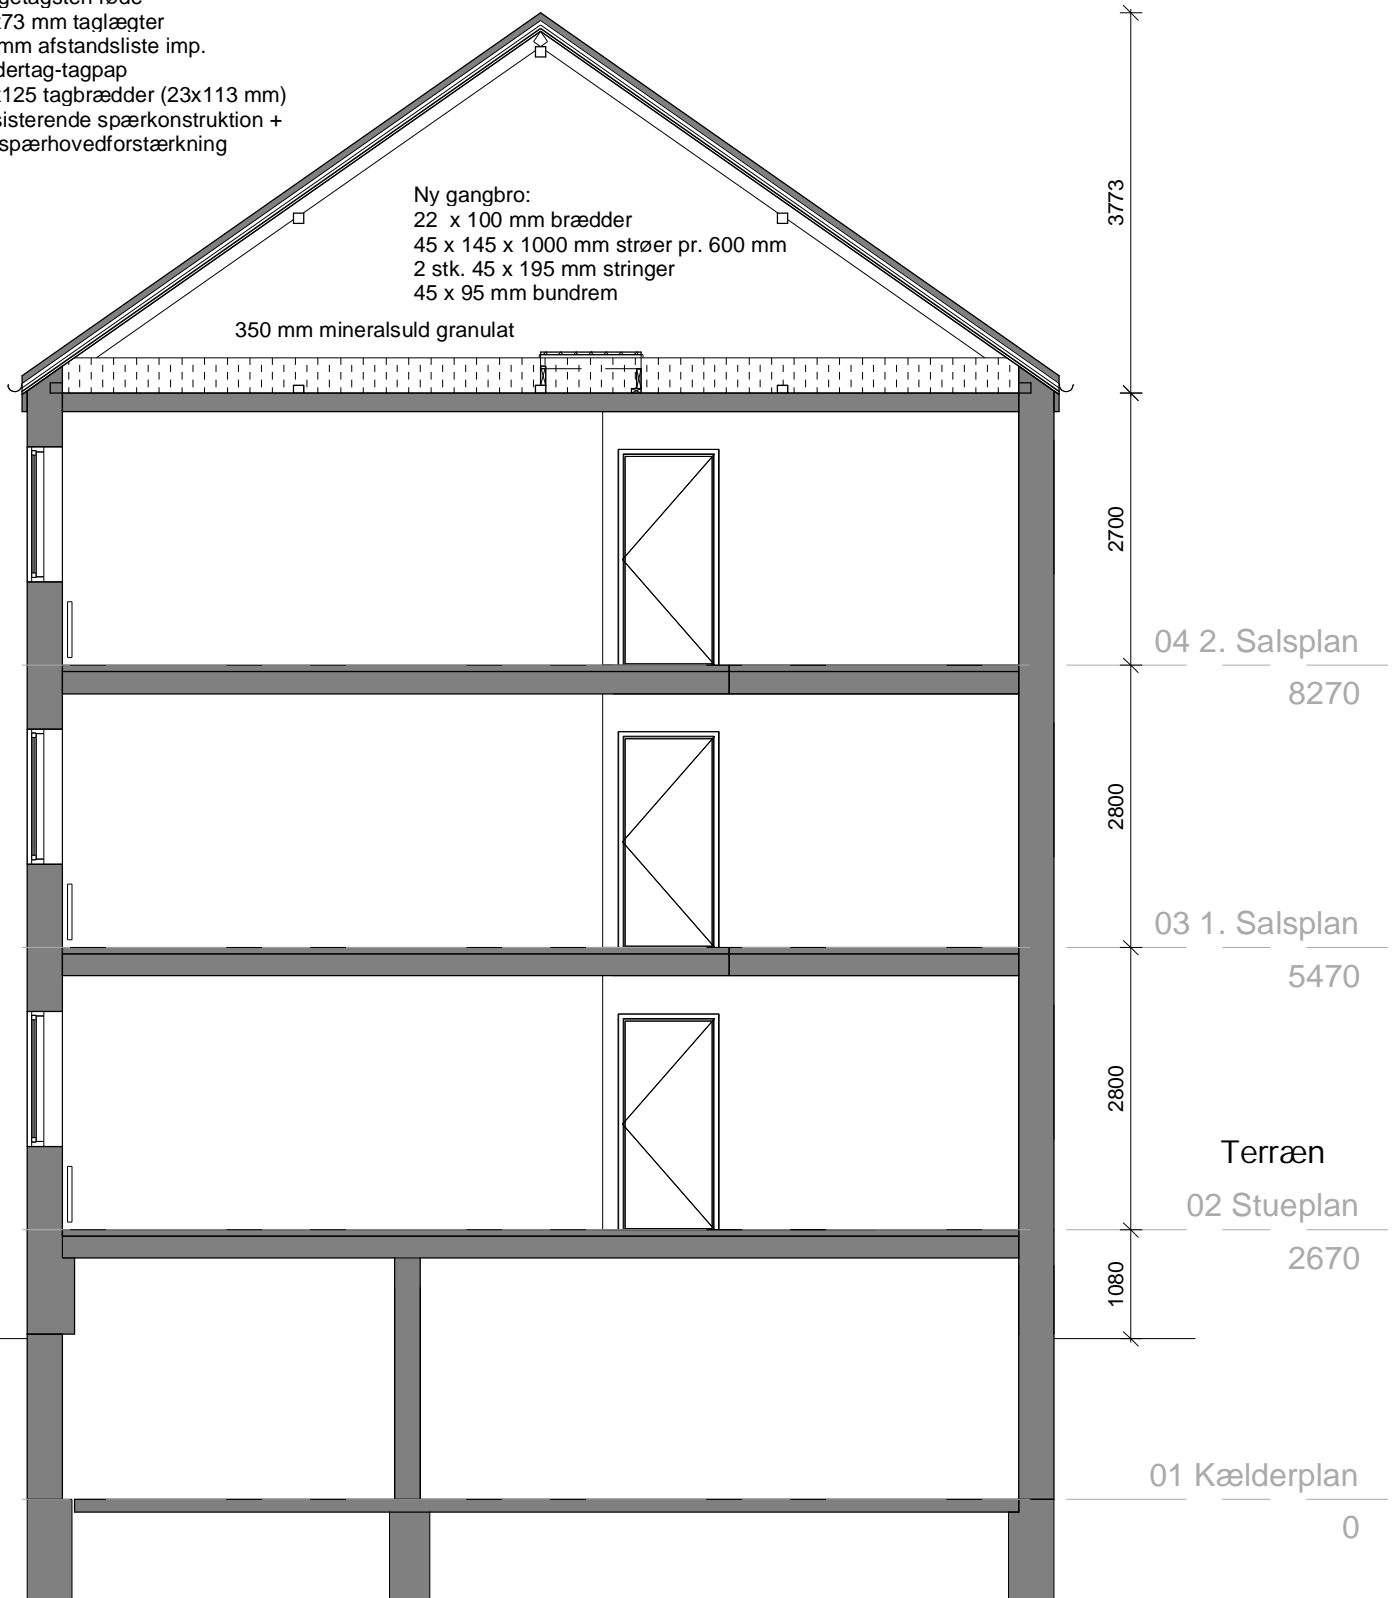 røde
73 mm taglægter
mm afstandsliste imp.
dertag-tagpap
125 tagbrædder (23x113 mm)
sisterende spærkonstruktion +
spærhovedforstærkning
Ny gangbro:
22 x 100 mm brædder
45 x 145 x 1000 mm strøer pr. 600 mm
2 stk. 45 x 195 mm stringer
45 x 95 mm bundrem
350 mm mineralsuld granulat
3773
2700
04 2. Salsplan
8270
2800
03 1. Salsplan
5470
2800
Terræn
02 Stueplan
2670
1080
01 Kælderplan
0